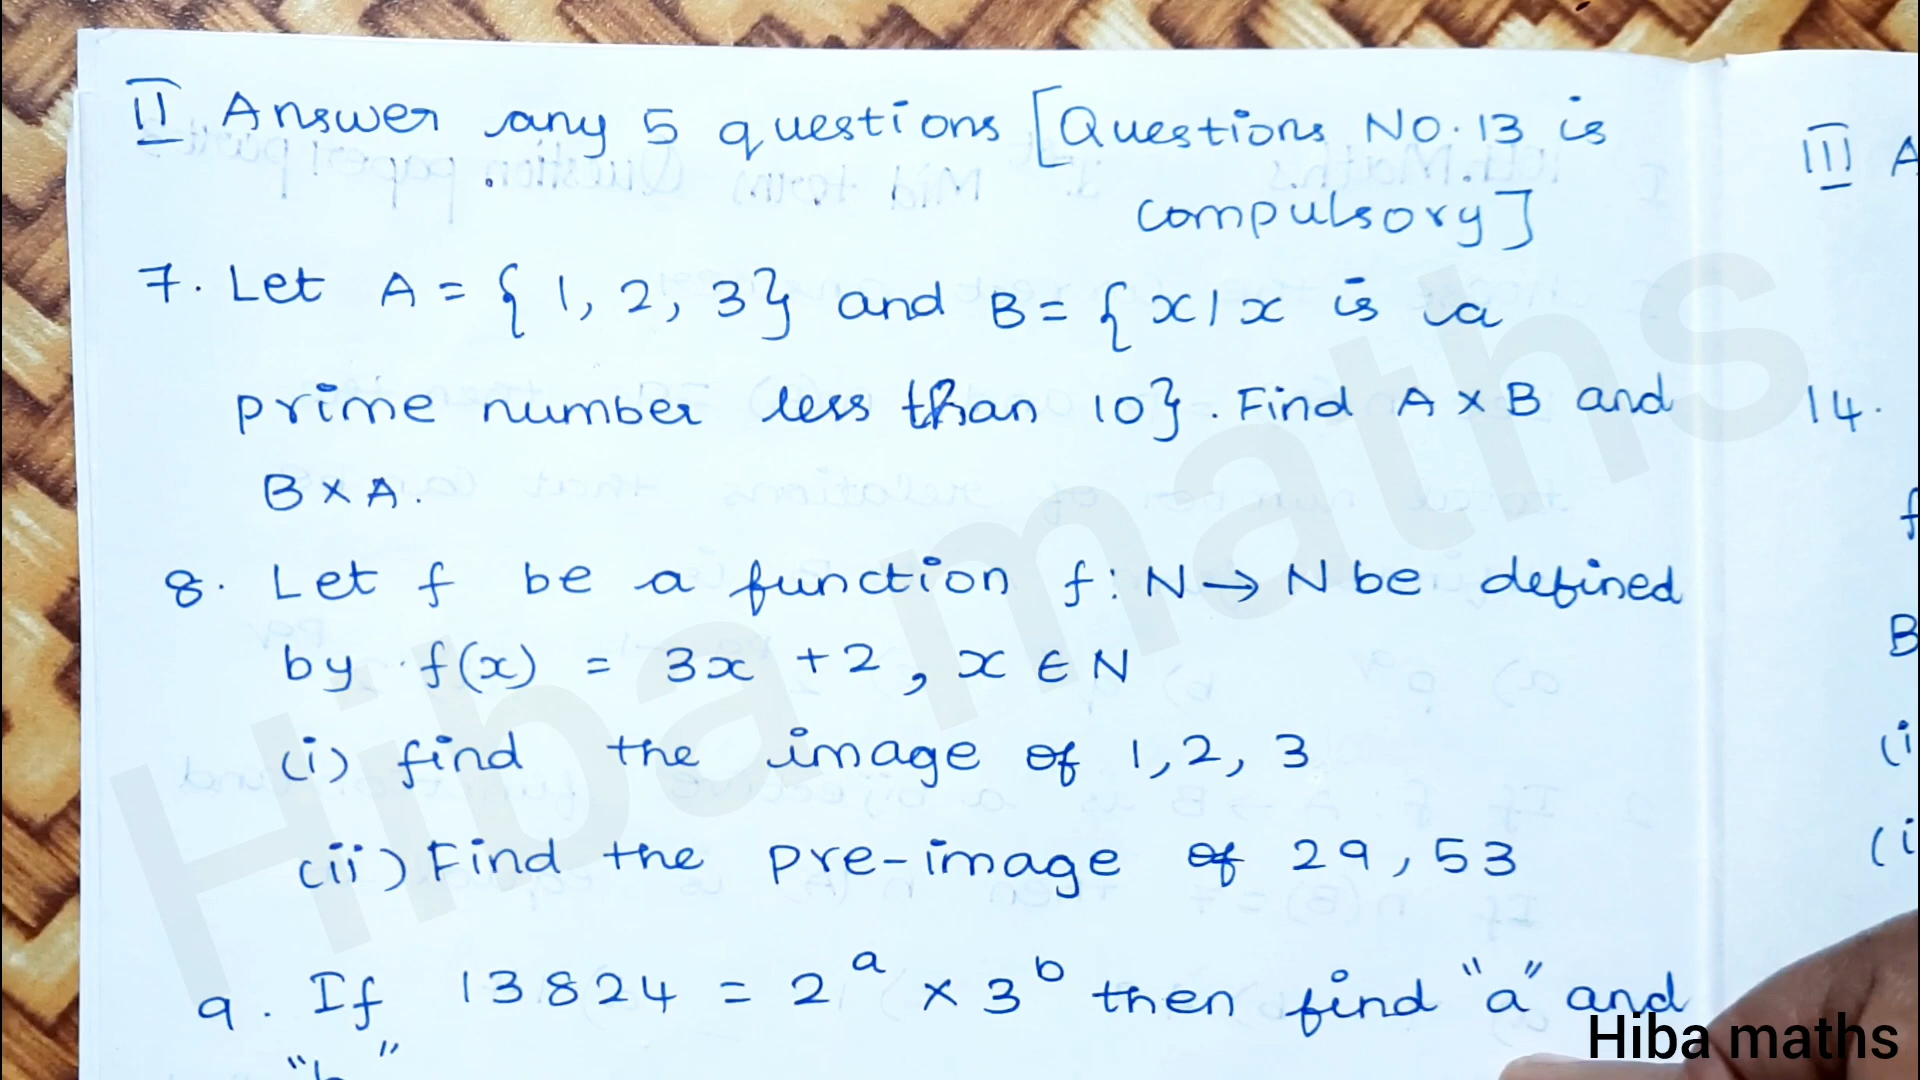 II Answer any 5 questions [Questions No. 13 is
compulsory]
7. Let A = { 1, 2, 3} and B = { x / x is a
prime number less than 10}. Find A × B and
B × A.
8. Let f be a function f : N → N be defined
by f(x) = 3x + 2, x ∈ N
(i) find the image of 1, 2, 3
(ii) Find the pre-image of 29, 53
9. If 13824 = 2^a × 3^b then find "a" and
"b"
III A
14.
f
B
(i
(i
Hiba maths
Hiba maths